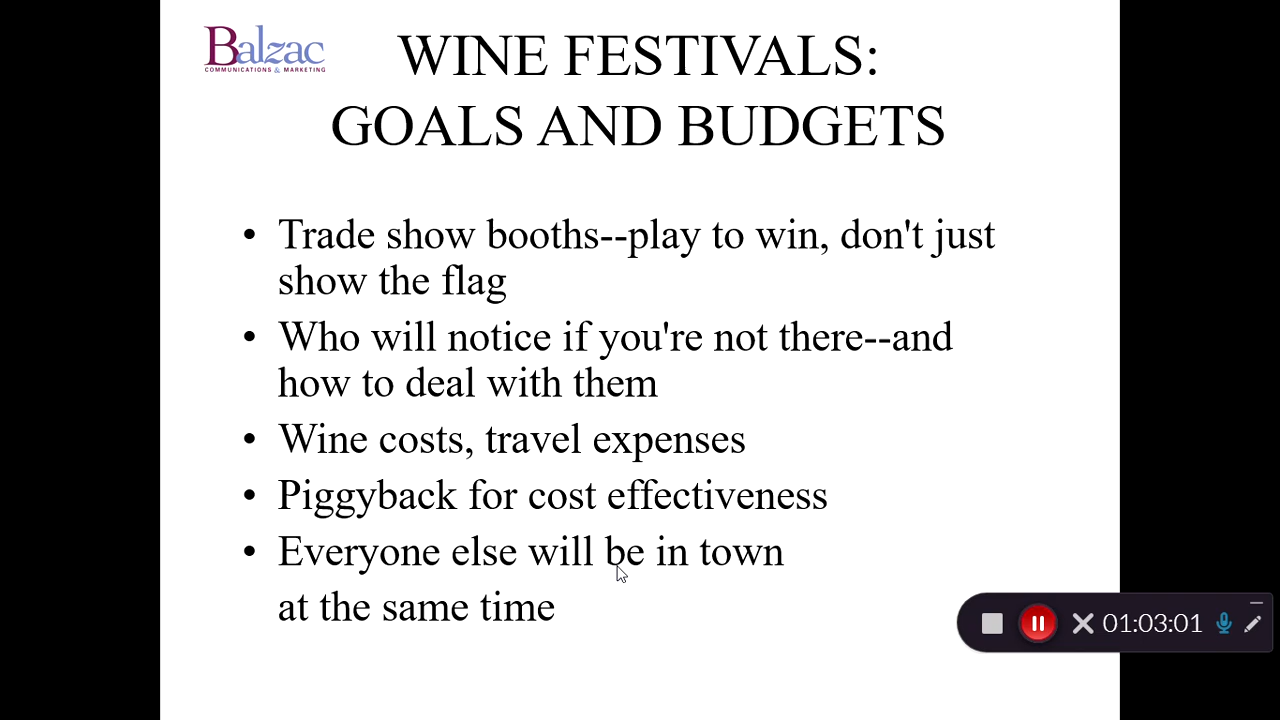 Balzac
COMMUNICATIONS & MARKETING
WINE FESTIVALS:
GOALS AND BUDGETS
• Trade show booths--play to win, don't just
show the flag
• Who will notice if you're not there--and
how to deal with them
• Wine costs, travel expenses
• Piggyback for cost effectiveness
• Everyone else will be in town
at the same time
01:03:01